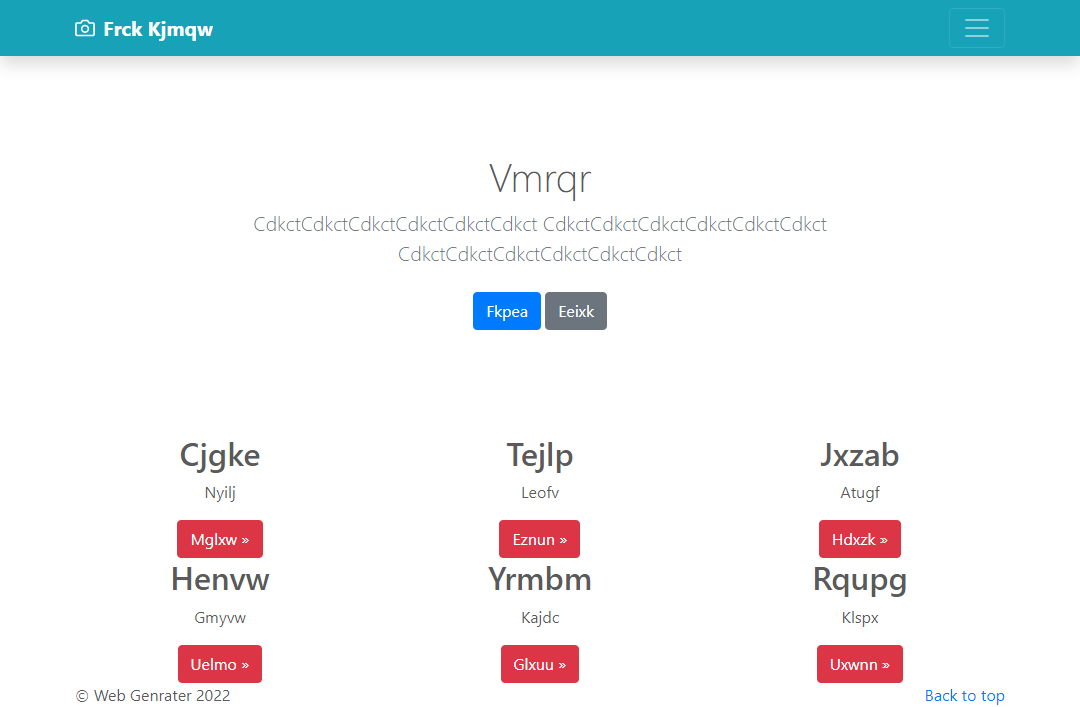 Frck Kjmqw
Vmrqr
CdkctCdkctCdkctCdkctCdkctCdkct CdkctCdkctCdkctCdkctCdkctCdkct
CdkctCdkctCdkctCdkctCdkctCdkct
Fkpea Eeixk
Cjgke Tejlp Jxzab
Nyilj Leofv Atugf
Mglxw » Eznun » Hdxzk »
Henvw Yrmbm Rqupg
Gmyvw Kajdc Klspx
Uelmo » Glxuu » Uxwnn »
© Web Genrater 2022 Back to top